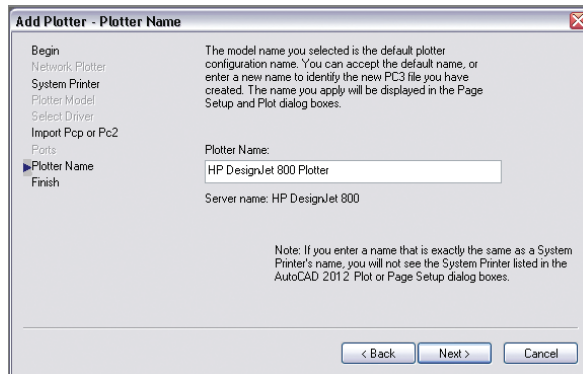 Add Plotter - Plotter Name
Begin
Network Plotter
System Printer
Plotter Model
Select Driver
Import Pcp or Pc2
Ports
Plotter Name
Finish
The model name you selected is the default plotter
configuration name. You can accept the default name, or
enter a new name to identify the new PC3 file you have
created. The name you apply will be displayed in the Page
Setup and Plot dialog boxes.
Plotter Name:
HP DesignJet 800 Plotter
Server name: HP DesignJet 800
Note: If you enter a name that is exactly the same as a System
Printer's name, you will not see the System Printer listed in the
AutoCAD 2012 Plot or Page Setup dialog boxes.
< Back
Next >
Cancel